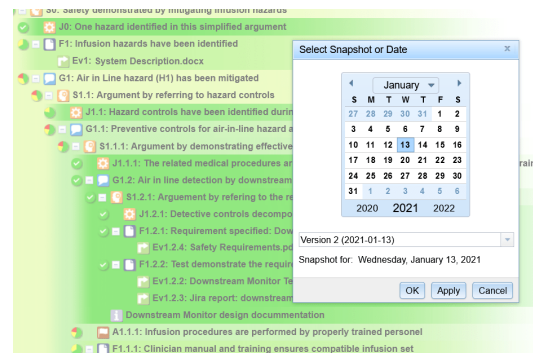 S0: Safety demonstrated by mitigating infusion hazards
J0: One hazard identified in this simplified argument
F1: Infusion hazards have been identified
Ev1: System Description.docx
G1: Air in Line hazard (H1) has been mitigated
S1.1: Argument by referring to hazard controls
J1.1: Hazard controls have been identified durin
G1.1: Preventive controls for air-in-line hazard a
S1.1.1: Argument by demonstrating effective
J1.1.1: The related medical procedures ar
rain
G1.2: Air in line detection by downstream
S1.2.1: Arguement by refering to the re
J1.2.1: Detective controls decompo
F1.2.1: Requirement specified: Dow
Ev1.2.4: Safety Requirements.pd
F1.2.2: Test demonstrate the requir
Ev1.2.2: Downstream Monitor Te
Ev1.2.3: Jira report: downstream
Downstream Monitor design documentation
A1.1.1: Infusion procedures are performed by properly trained personel
F1.1.1: Clinician manual and training ensures compatible infusion set
Select Snapshot or Date x
January
S M T W T F S
27 28 29 30 31 1 2
3 4 5 6 7 8 9
10 11 12 13 14 15 16
17 18 19 20 21 22 23
24 25 26 27 28 29 30
31 1 2 3 4 5 6
2020 2021 2022
Version 2 (2021-01-13)
Snapshot for: Wednesday, January 13, 2021
OK Apply Cancel